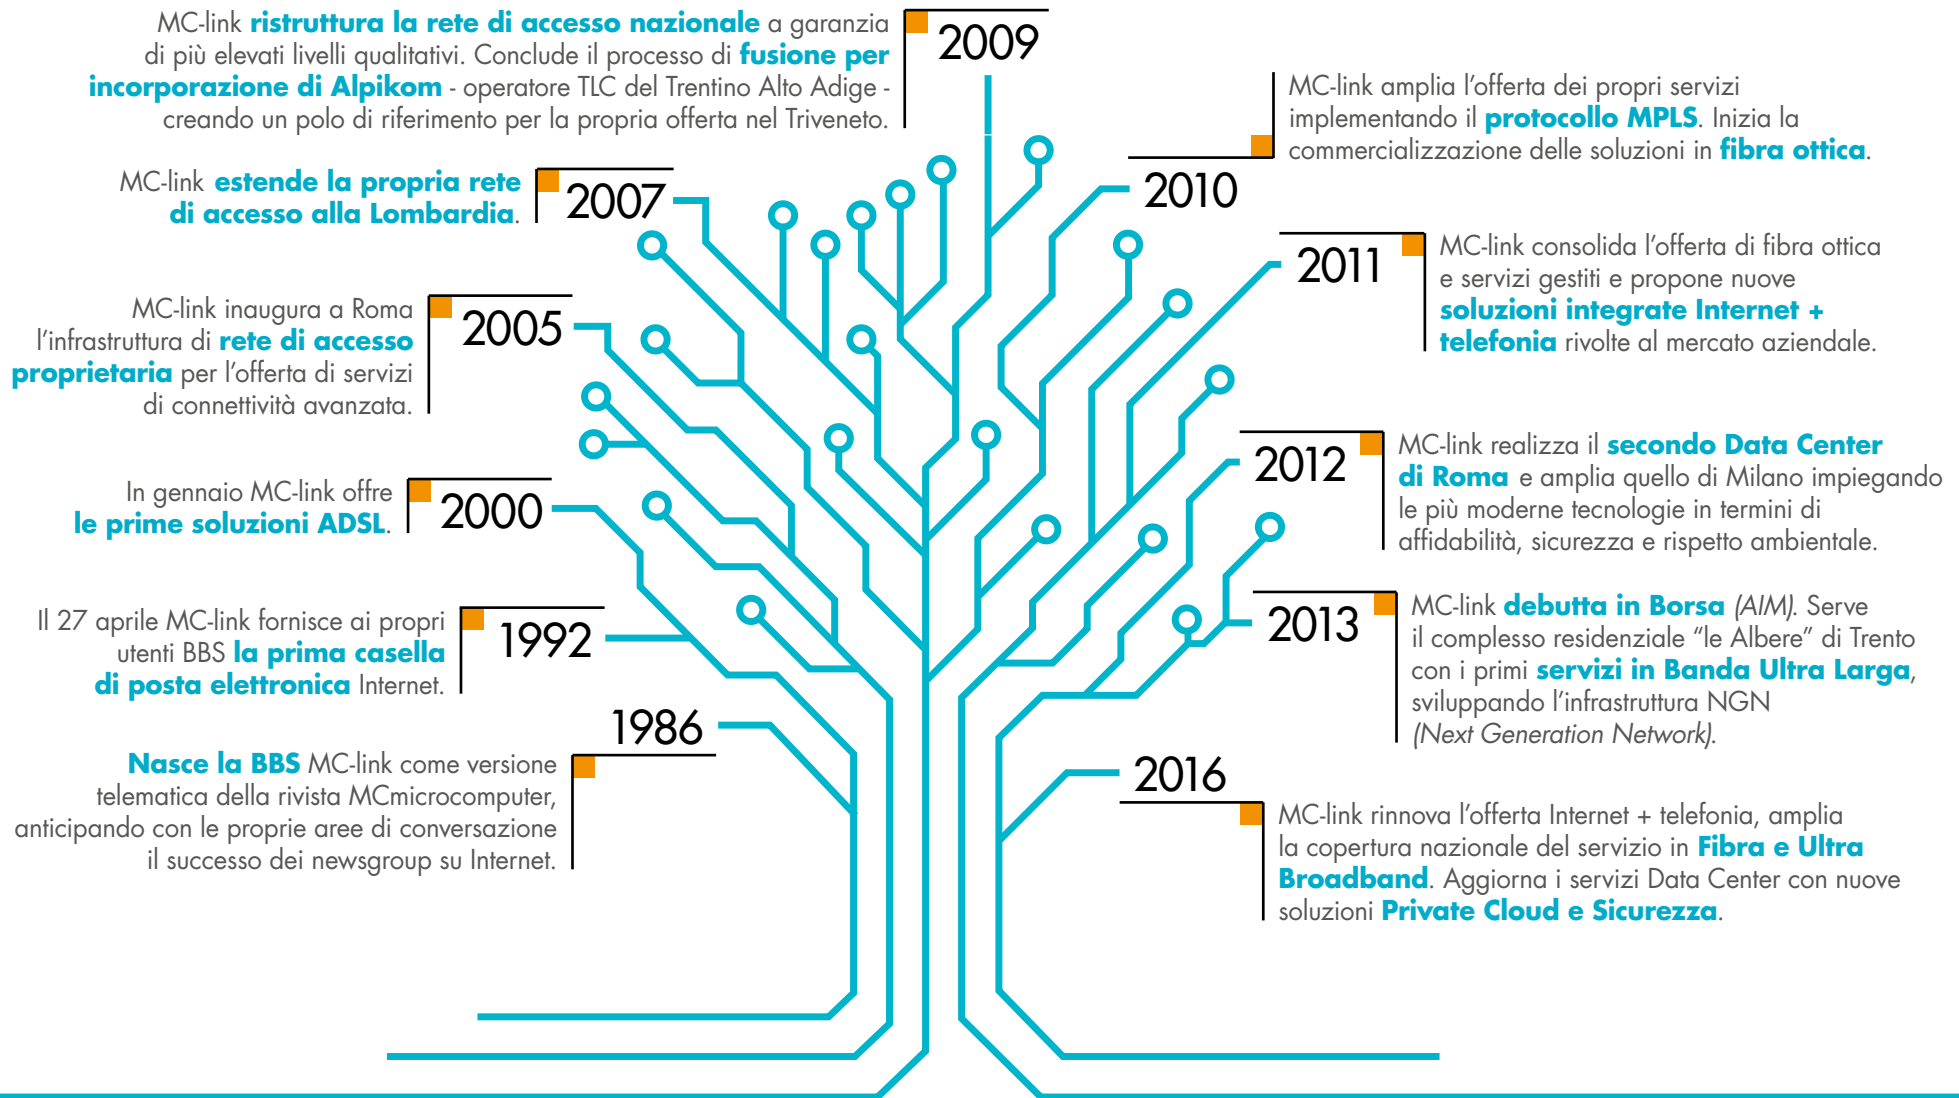 MC-link ristruttura la rete di accesso nazionale a garanzia
di più elevati livelli qualitativi. Conclude il processo di fusione per
incorporazione di Alpikom - operatore TLC del Trentino Alto Adige -
creando un polo di riferimento per la propria offerta nel Triveneto.
2009
MC-link estende la propria rete
di accesso alla Lombardia.
2007
MC-link inaugura a Roma
l'infrastruttura di rete di accesso
proprietaria per l'offerta di servizi
di connettività avanzata.
2005
In gennaio MC-link offre
le prime soluzioni ADSL.
2000
Il 27 aprile MC-link fornisce ai propri
utenti BBS la prima casella
di posta elettronica Internet.
1992
1986
Nasce la BBS MC-link come versione
telematica della rivista MCmicrocomputer,
anticipando con le proprie aree di conversazione
il successo dei newsgroup su Internet.
MC-link amplia l'offerta dei propri servizi
implementando il protocollo MPLS. Inizia la
commercializzazione delle soluzioni in fibra ottica.
2010
2011
MC-link consolida l'offerta di fibra ottica
e servizi gestiti e propone nuove
soluzioni integrate Internet +
telefonia rivolte al mercato aziendale.
2012
MC-link realizza il secondo Data Center
di Roma e amplia quello di Milano impiegando
le più moderne tecnologie in termini di
affidabilità, sicurezza e rispetto ambientale.
2013
MC-link debutta in Borsa (AIM). Serve
il complesso residenziale “le Albere” di Trento
con i primi servizi in Banda Ultra Larga,
sviluppando l'infrastruttura NGN
(Next Generation Network).
2016
MC-link rinnova l'offerta Internet + telefonia, amplia
la copertura nazionale del servizio in Fibra e Ultra
Broadband. Aggiorna i servizi Data Center con nuove
soluzioni Private Cloud e Sicurezza.